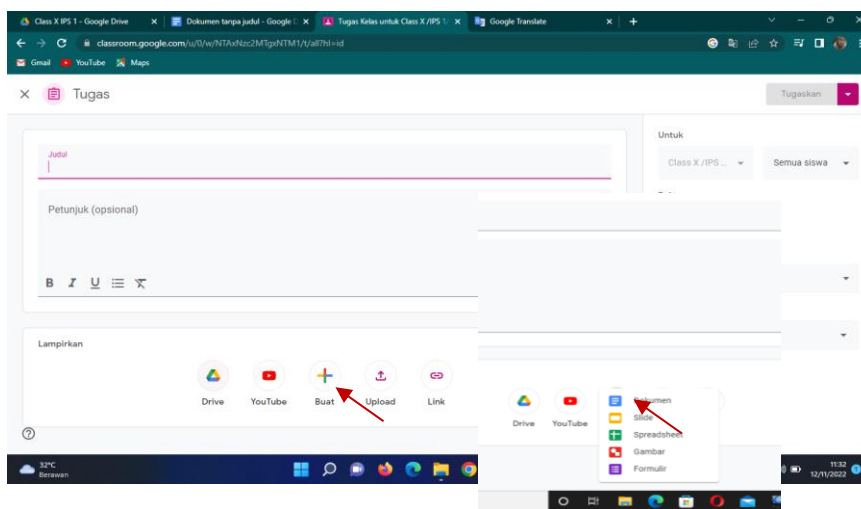 Class X IPS 1 - Google Drive
Dokumen tanpa judul - Google
Tugas Kelas untuk Class X /IPS 1/
Google Translate
classroom.google.com/u/0/w/NTAxNzc2MTgxNTM1/t/all?hl=id
Gmail YouTube Maps
Tugas
Tugaskan
Judul
Petunjuk (opsional)
B I U
Untuk
Class X /IPS ...
Semua siswa
Lampirkan
Drive YouTube Buat Upload Link
Drive YouTube
Dokumen
Slide
Spreadsheet
Gambar
Formulir
32°C
Berawan
11:32
12/11/2022